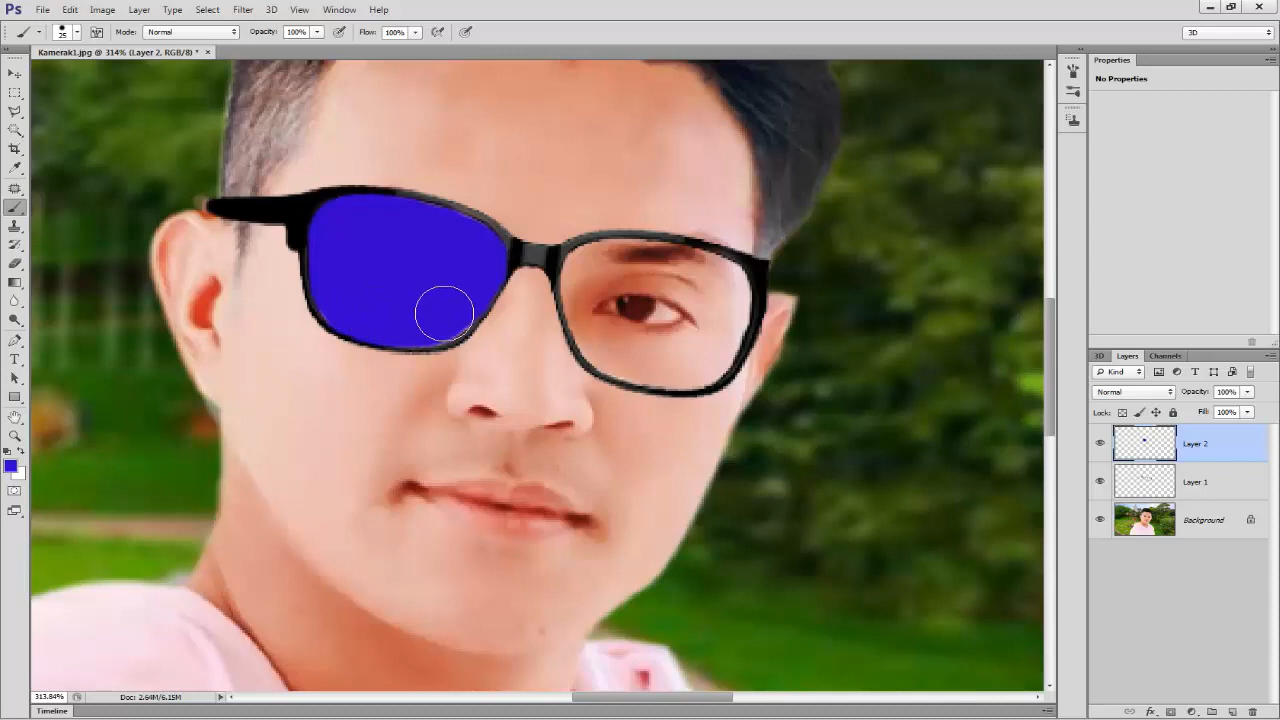 Ps File Edit Image Layer Type Select Filter 3D View Window Help
25 Mode: Normal Opacity: 100% Flow: 100% 3D
Kamerak1.jpg @ 314% (Layer 2, RGB/8) * ×
Properties
No Properties
3D Layers Channels
Kind
Normal Opacity: 100%
Lock: Fill: 100%
Layer 2
Layer 1
Background
313.84% Doc: 2.64M/6.15M
Timeline